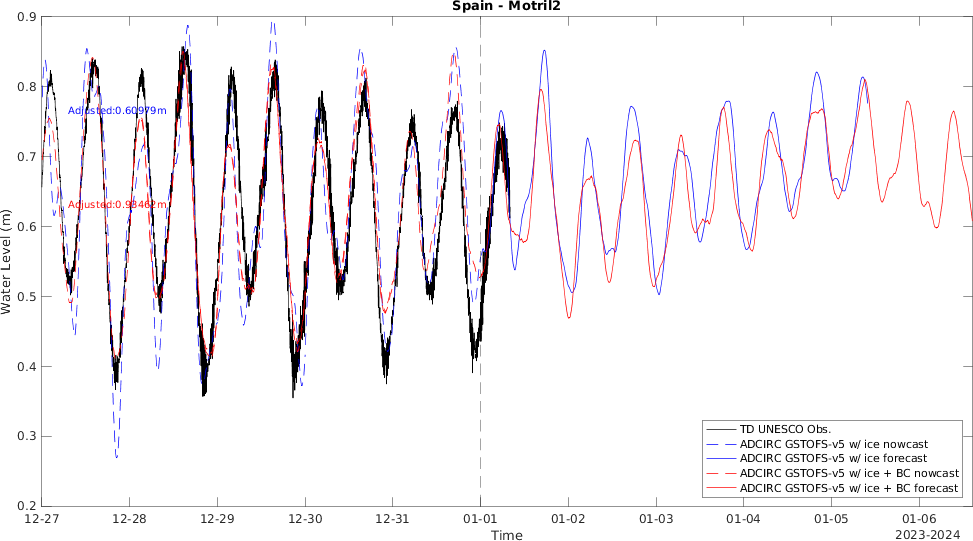 Spain - Motril2
0.9
0.8
0.7
0.6
0.5
0.4
0.3
0.2
Water Level (m)
Adjusted:0.60979m
Adjusted:0.93462m
TD UNESCO Obs.
ADCIRC GSTOFS-v5 w/ ice nowcast
ADCIRC GSTOFS-v5 w/ ice forecast
ADCIRC GSTOFS-v5 w/ ice + BC nowcast
ADCIRC GSTOFS-v5 w/ ice + BC forecast
12-27 12-28 12-29 12-30 12-31 01-01 01-02 01-03 01-04 01-05 01-06
Time
2023-2024